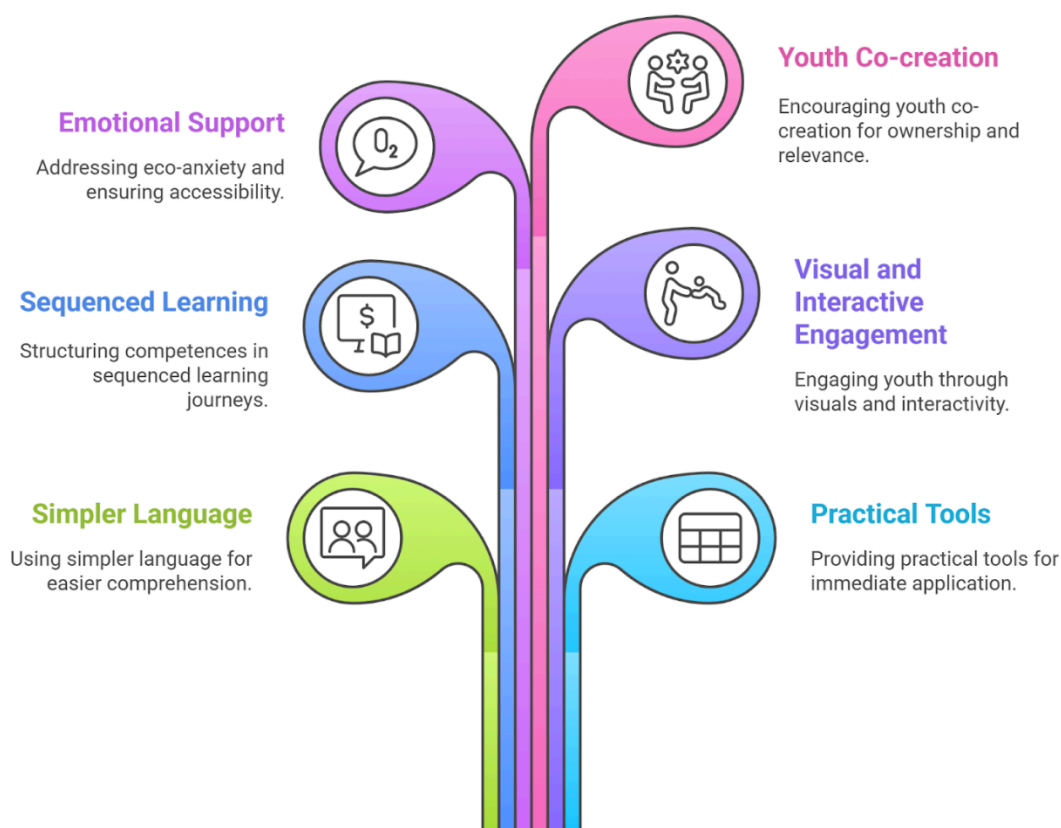 Youth Co-creation
Encouraging youth co-
creation for ownership and
relevance.
Emotional Support
Addressing eco-anxiety and
ensuring accessibility.
0₂
Visual and
Interactive
Engagement
Engaging youth through
visuals and interactivity.
Sequenced Learning
Structuring competences in
sequenced learning
journeys.
$
Simpler Language
Using simpler language for
easier comprehension.
Practical Tools
Providing practical tools for
immediate application.